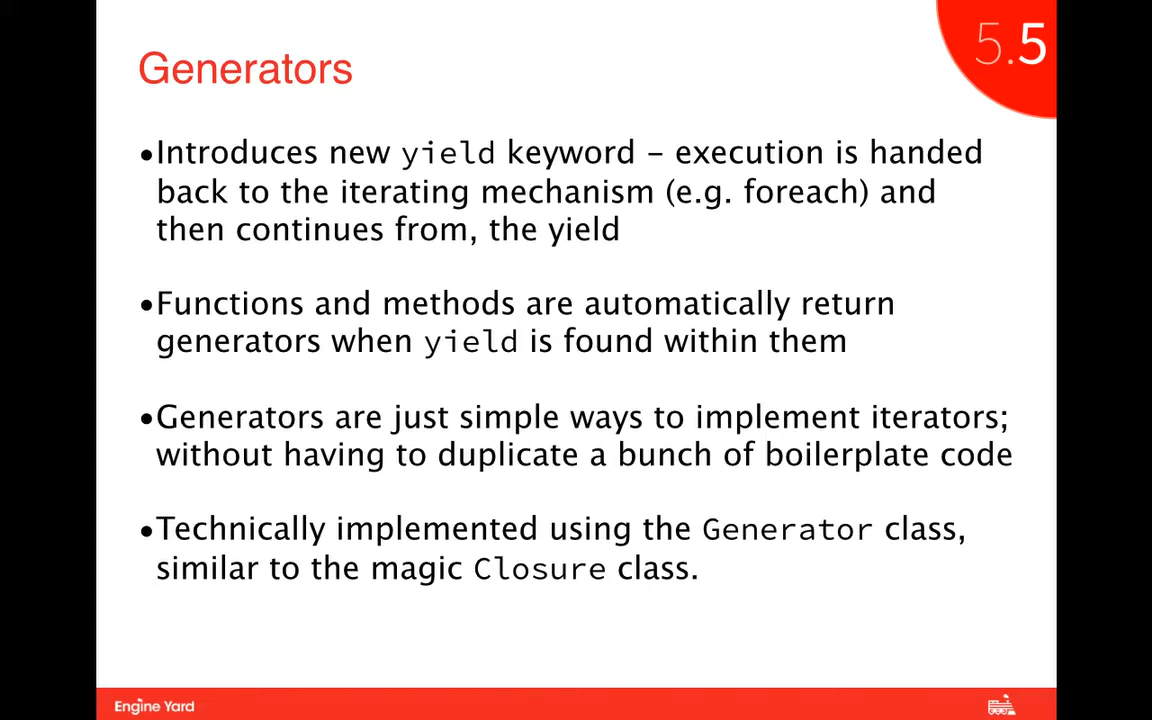 5.5
Generators
•Introduces new yield keyword – execution is handed
back to the iterating mechanism (e.g. foreach) and
then continues from, the yield
•Functions and methods are automatically return
generators when yield is found within them
•Generators are just simple ways to implement iterators;
without having to duplicate a bunch of boilerplate code
•Technically implemented using the Generator class,
similar to the magic Closure class.
Engine Yard